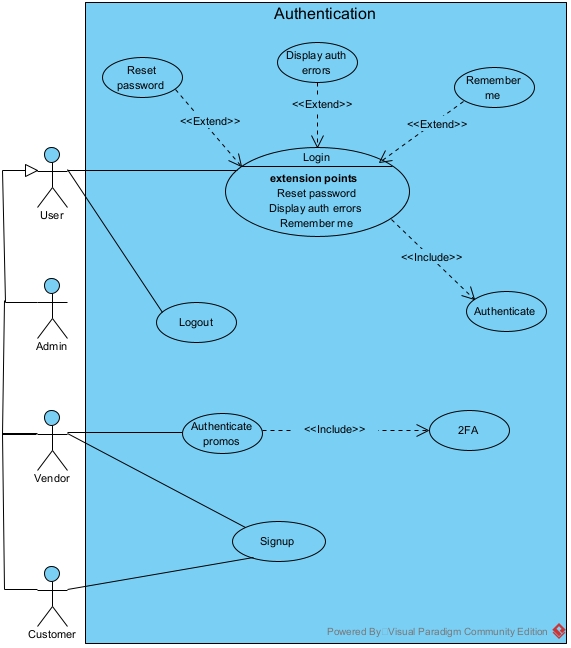 Authentication
Reset
password
Display auth
errors
Remember
me
<<Extend>>
<<Extend>>
<<Extend>>
Login
extension points
Reset password
Display auth errors
Remember me
User
<<Include>>
Authenticate
Logout
Admin
Authenticate
promos
<<Include>>
2FA
Vendor
Signup
Customer
Powered By Visual Paradigm Community Edition